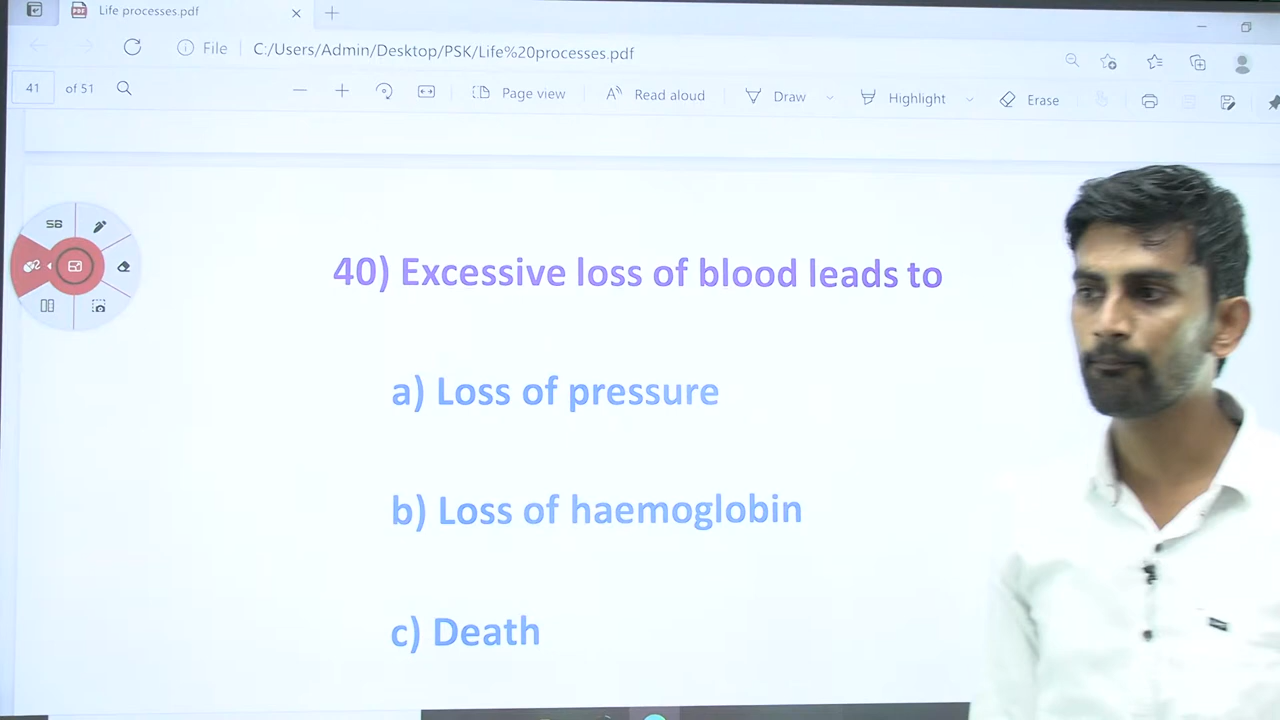 Life processes.pdf
File
C:/Users/Admin/Desktop/PSK/Life%20processes.pdf
41 of 51
Page view
Read aloud
Draw
Highlight
Erase
SB
40) Excessive loss of blood leads to
a) Loss of pressure
b) Loss of haemoglobin
c) Death